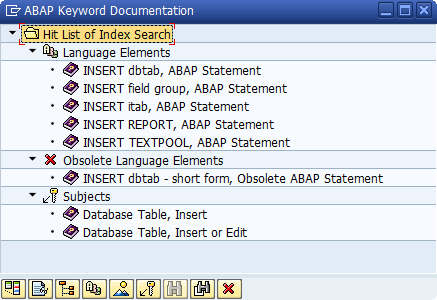 ABAP Keyword Documentation
Hit List of Index Search
Language Elements
INSERT dbtab, ABAP Statement
INSERT field group, ABAP Statement
INSERT itab, ABAP Statement
INSERT REPORT, ABAP Statement
INSERT TEXTPOOL, ABAP Statement
Obsolete Language Elements
INSERT dbtab - short form, Obsolete ABAP Statement
Subjects
Database Table, Insert
Database Table, Insert or Edit